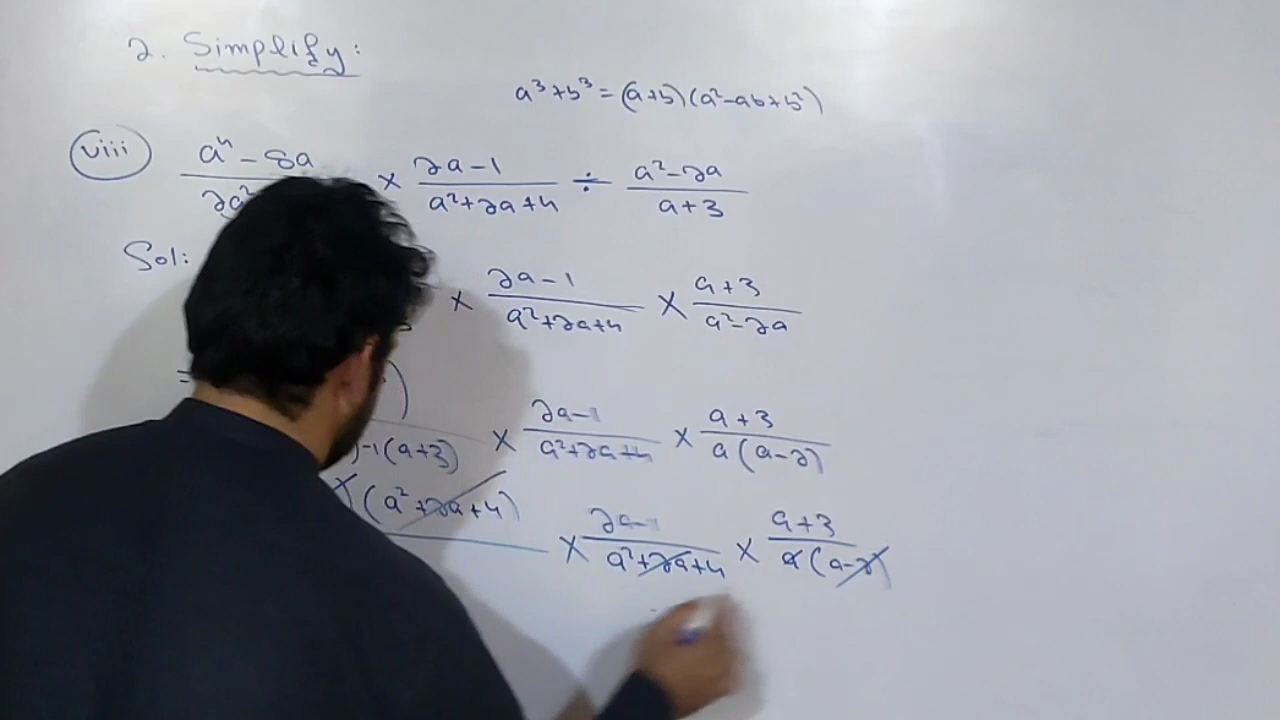 2. Simplify:
a³+b³=(a+b)(a²-ab+b²)
viii a⁴-8a / 2a² × 2a-1 / a²+2a+4 ÷ a²-2a / a+3
Sol:
× 2a-1 / a²+2a+4 × a+3 / a²-2a
= ) / )-1(a+3) × 2a-1 / a²+2a+4 × a+3 / a(a-2)
(a²+2a+4) × 2a-1 / a²+2a+4 × a+3 / a(a-2)